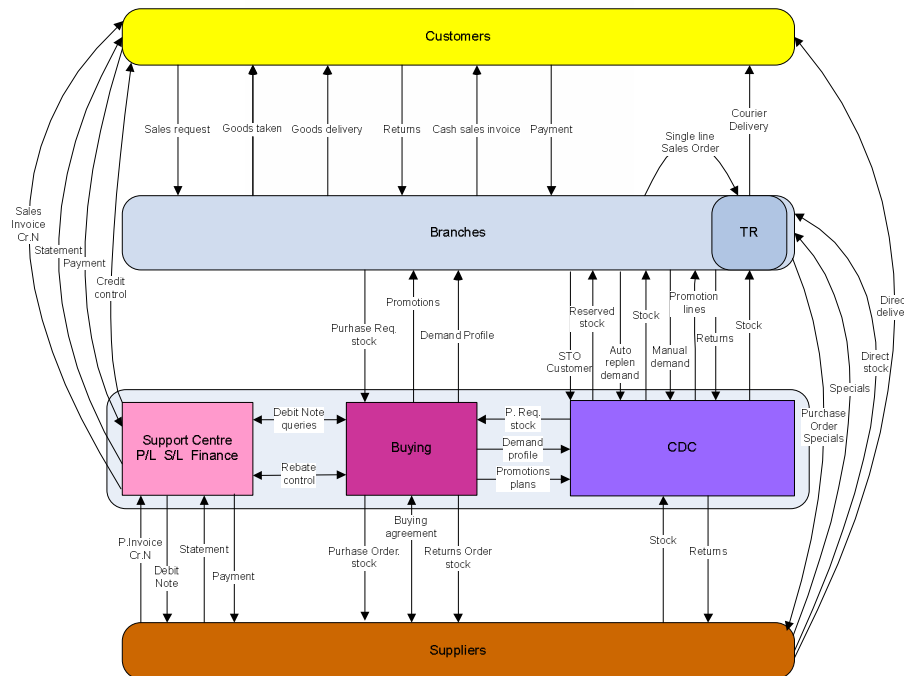 Customers
Sales request
Goods taken
Goods delivery
Returns
Cash sales invoice
Payment
Single line
Sales Order
Courier
Delivery
Sales
Invoice
Cr.N
Statement
Payment
Credit
control
Branches
TR
Purhase Req.
stock
Promotions
Demand Profile
STO
Customer
Reserved
stock
Auto
replen
demand
Stock
Manual
demand
Promotion
lines
Returns
Stock
Purchase
Order
Specials
Specials
Direct
stock
Direc
delive
Support Centre
P/L S/L Finance
Debit Note
queries
Rebate
control
Buying
P. Req.
stock
Demand
profile
Promotions
plans
CDC
P.Invoice
Cr.N
Debit
Note
Statement
Payment
Purhase Order.
stock
Buying
agreement
Returns Order
stock
Stock
Returns
Suppliers